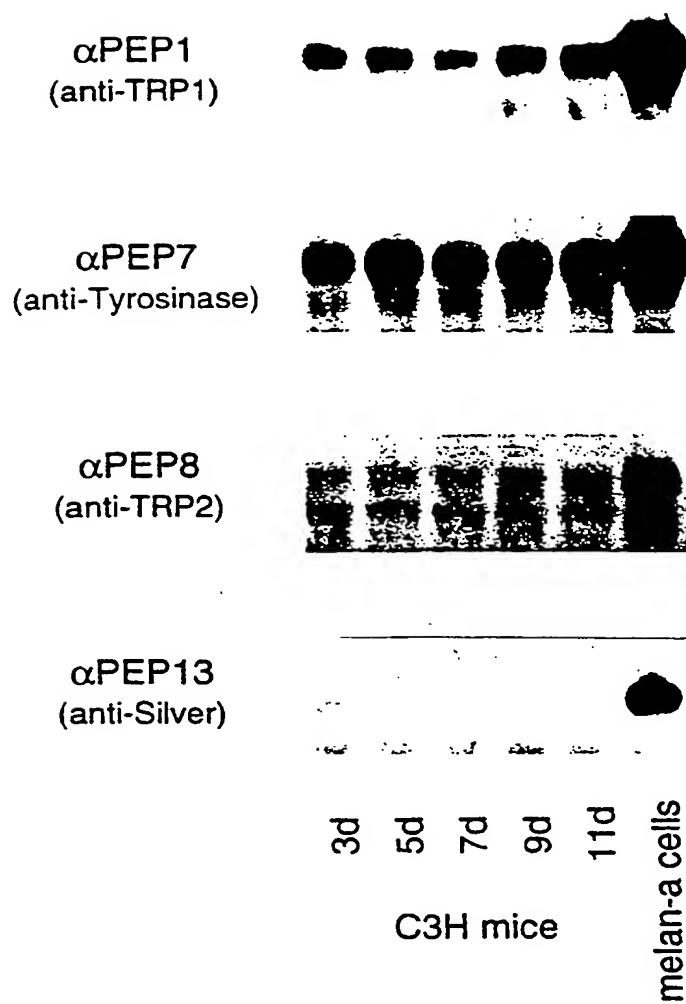 αPEP1
(anti-TRP1)
αPEP7
(anti-Tyrosinase)
αPEP8
(anti-TRP2)
αPEP13
(anti-Silver)
3d
5d
7d
9d
11d
melan-a cells
C3H mice